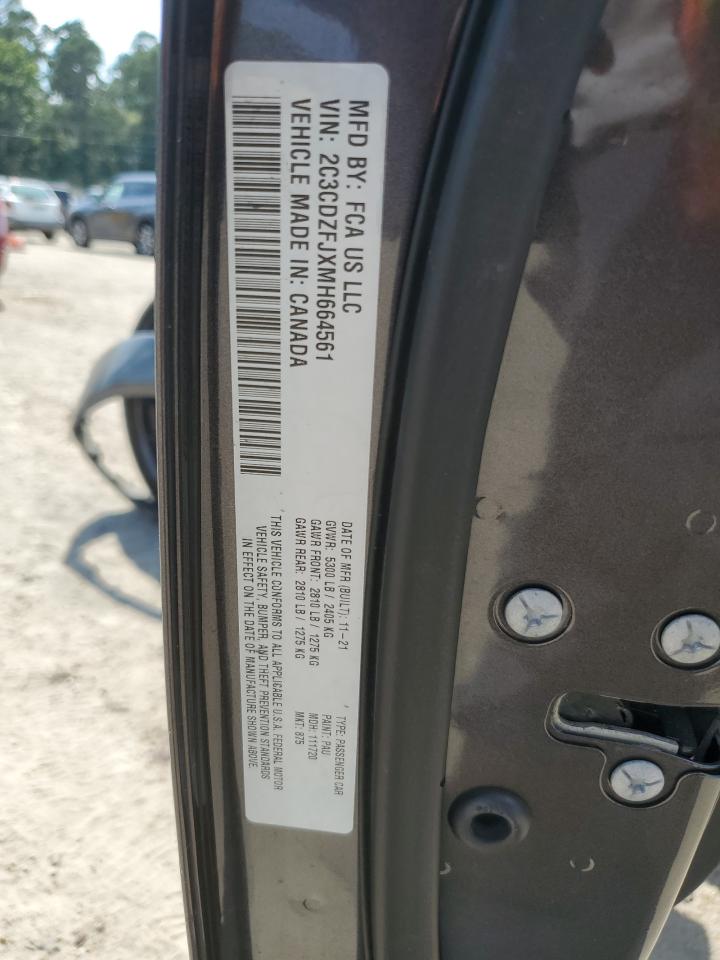 MFD BY: FCA US LLC
VIN: 2C3CDZFJXMH664561
VEHICLE MADE IN: CANADA
DATE OF MFR (BUILT): 11-21
GVWR: 5300 LB / 2405 KG
GAWR FRONT: 2810 LB / 1275 KG
GAWR REAR: 2810 LB / 1275 KG
THIS VEHICLE CONFORMS TO ALL APPLICABLE U.S.A. FEDERAL MOTOR
VEHICLE SAFETY, BUMPER, AND THEFT PREVENTION STANDARDS
IN EFFECT ON THE DATE OF MANUFACTURE SHOWN ABOVE.
TYPE: PASSENGER CAR
PAINT: PAU
MDH: 111720
MKT: 875